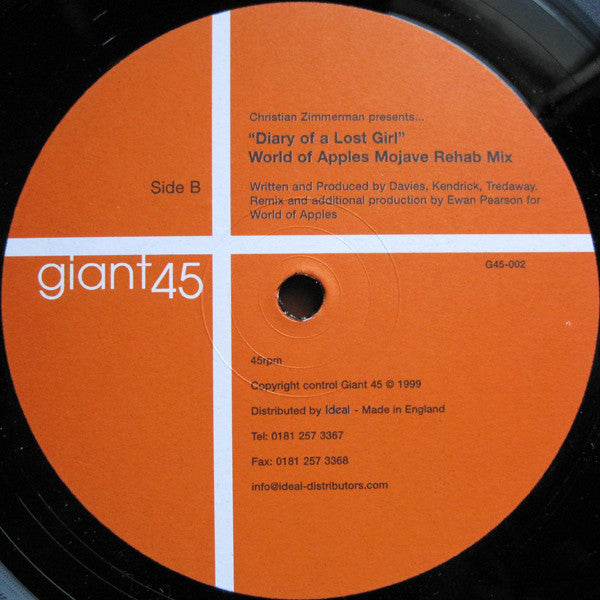 Christian Zimmerman presents...
"Diary of a Lost Girl"
World of Apples Mojave Rehab Mix
Side B
Written and Produced by Davies, Kendrick, Tredaway.
Remix and additional production by Ewan Pearson for
World of Apples
giant45
G45-002
45rpm
Copyright control Giant 45 © 1999
Distributed by Ideal - Made in England
Tel: 0181 257 3367
Fax: 0181 257 3368
info@ideal-distributors.com